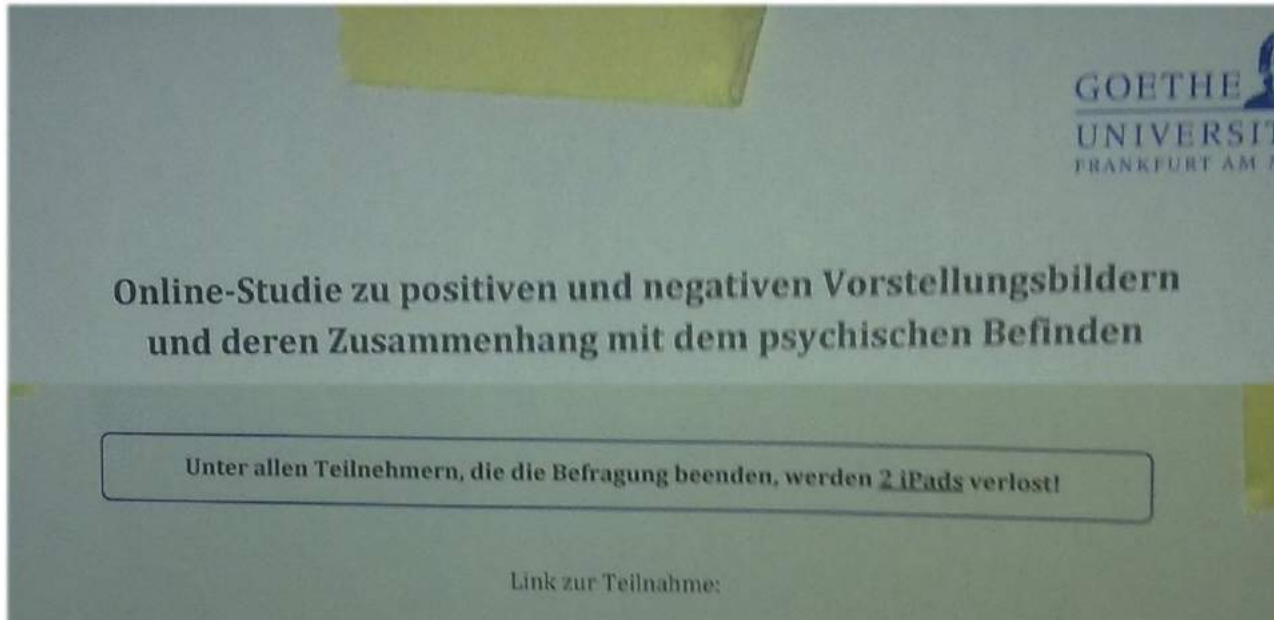 GOETHE
UNIVERSIT
FRANKFURT AM
Online-Studie zu positiven und negativen Vorstellungsbildern
und deren Zusammenhang mit dem psychischen Befinden
Unter allen Teilnehmern, die die Befragung beenden, werden 2 iPads verlost!
Link zur Teilnahme: